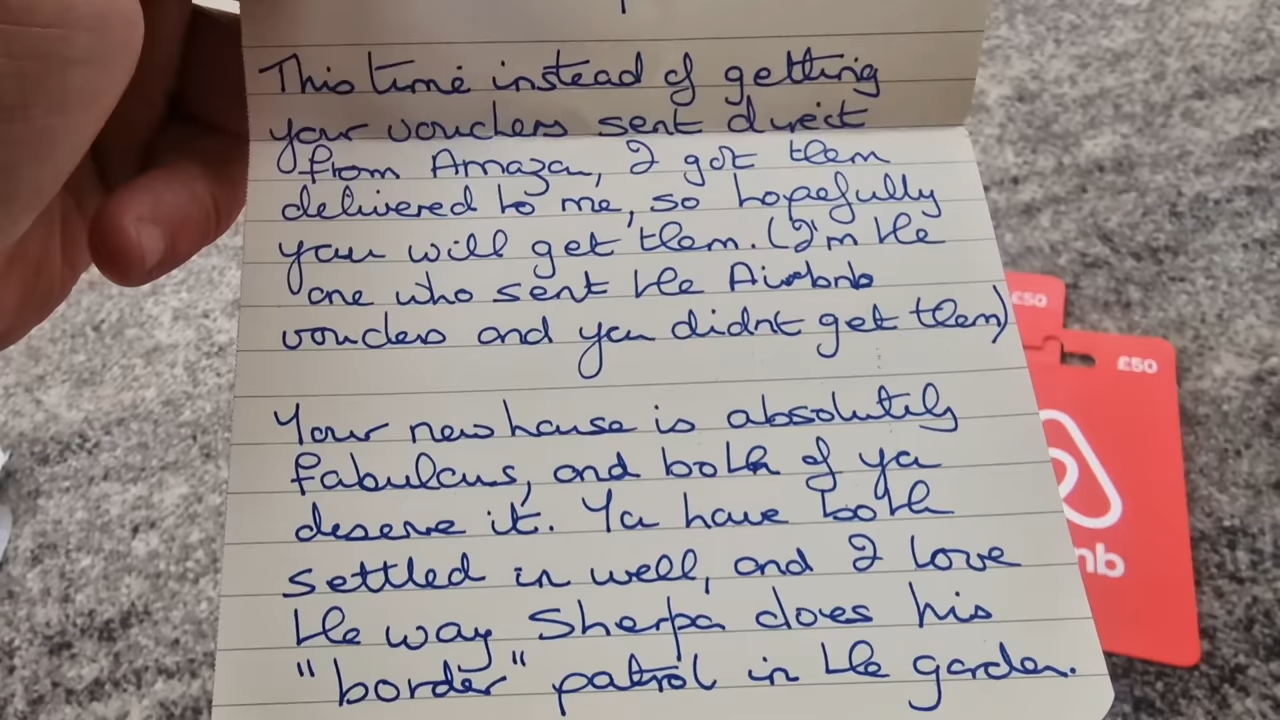 This time instead of getting
your vouchers sent direct
from Amazon, I got them
delivered to me, so hopefully
you will get them. (I'm the
one who sent the Airbnb
vouchers and you didnt get them)
Your new house is absolutely
fabulous, and both of ya
deserve it. Ya have both
settled in well, and I love
the way Sherpa does his
"border" patrol in the garden.
£50
£50
nb